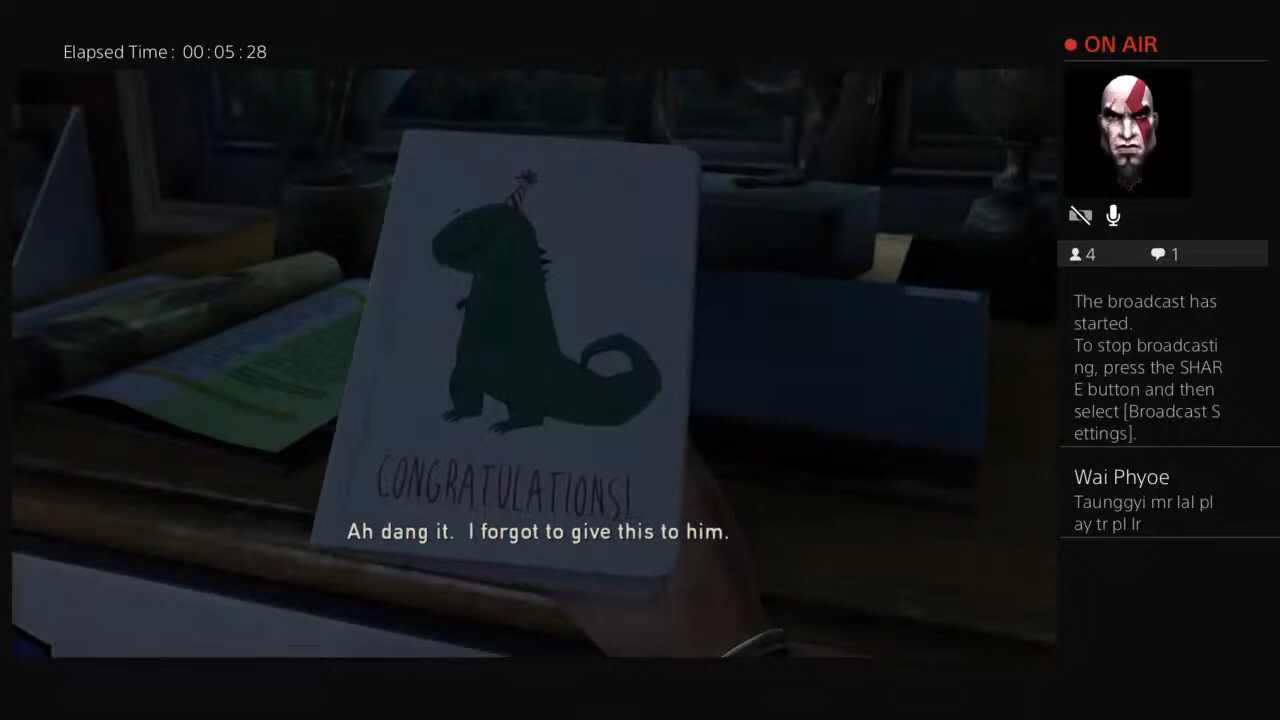 Elapsed Time: 00:05:28
ON AIR
4
1
The broadcast has
started.
To stop broadcasti
ng, press the SHAR
E button and then
select [Broadcast S
ettings].
Wai Phyoe
Taunggyi mr lal pl
ay tr pl lr
CONGRATULATIONS!
Ah dang it. I forgot to give this to him.